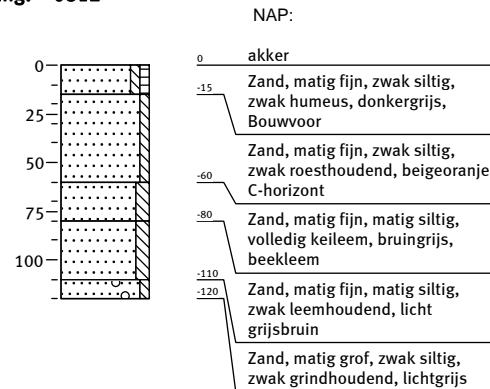 NAP:
0 akker
0
-15 Zand, matig fijn, zwak siltig,
zwak humeus, donkergrijs,
Bouwvoor
25
50
Zand, matig fijn, zwak siltig,
zwak roesthoudend, beigeoranje
C-horizont
-60
75
-80 Zand, matig fijn, matig siltig,
volledig keileem, bruingrijs,
beekleem
100
-110 Zand, matig fijn, matig siltig,
-120 zwak leemhoudend, licht
grijsbruin
Zand, matig grof, zwak siltig,
zwak grindhoudend, lichtgrijs